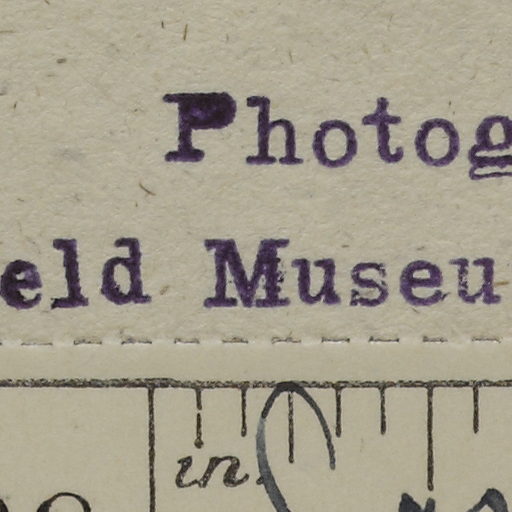 Photog
eld Museu
in.